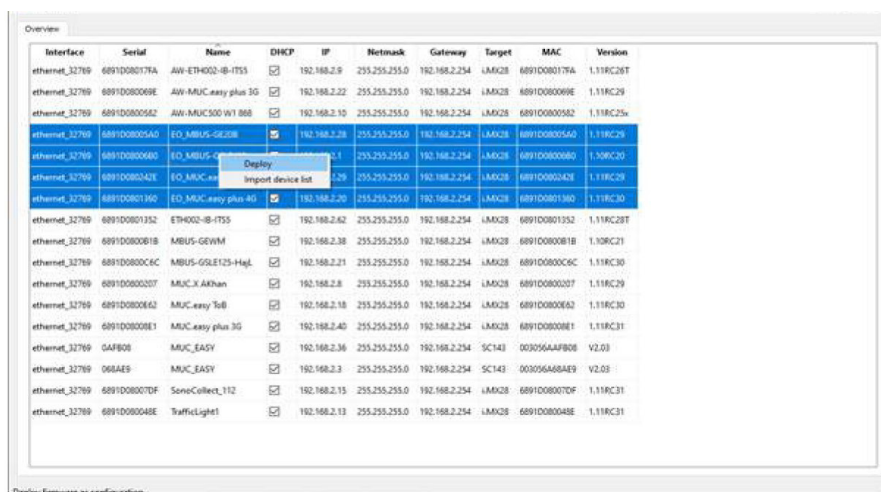 Overview
Interface Serial Name DHCP IP Netmask Gateway Target MAC Version
ethernet_32769 6891D08017FA AW-ETH002-IB-ITSS 192.168.2.9 255.255.255.0 192.168.2.254 i.MX28 6891D08017FA 1.11RC26T
ethernet_32769 6891D080069E AW-MUC.easy plus 3G 192.168.2.22 255.255.255.0 192.168.2.254 i.MX28 6891D080069E 1.11RC29
ethernet_32769 6891D0800582 AW-MUC500 W1 868 192.168.2.10 255.255.255.0 192.168.2.254 i.MX28 6891D0800582 1.11RC25x
ethernet_32769 6891D08005A0 EO_MBUS-GE20B 192.168.2.28 255.255.255.0 192.168.2.254 i.MX28 6891D08005A0 1.11RC29
ethernet_32769 6891D08006B0 255.255.255.0 192.168.2.254 i.MX28 6891D08006B0 1.10RC20
Deploy
ethernet_32769 6891D080242E 255.255.255.0 192.168.2.254 i.MX28 6891D080242E 1.11RC29
Import device list
ethernet_32769 6891D0801360 EO_MUC.easy plus 4G 192.168.2.20 255.255.255.0 192.168.2.254 i.MX28 6891D0801360 1.11RC30
ethernet_32769 6891D0801352 ETH002-IB-ITSS 192.168.2.62 255.255.255.0 192.168.2.254 i.MX28 6891D0801352 1.11RC28T
ethernet_32769 6891D0800B1B MBUS-GEWM 192.168.2.38 255.255.255.0 192.168.2.254 i.MX28 6891D0800B1B 1.10RC21
ethernet_32769 6891D0800C6C MBUS-GSLE125-HajL 192.168.2.21 255.255.255.0 192.168.2.254 i.MX28 6891D0800C6C 1.11RC30
ethernet_32769 6891D0800207 MUC.X AKhan 192.168.2.8 255.255.255.0 192.168.2.254 i.MX28 6891D0800207 1.11RC29
ethernet_32769 6891D0800E62 MUC.easy ToB 192.168.2.18 255.255.255.0 192.168.2.254 i.MX28 6891D0800E62 1.11RC30
ethernet_32769 6891D08008E1 MUC.easy plus 3G 192.168.2.40 255.255.255.0 192.168.2.254 i.MX28 6891D08008E1 1.11RC31
ethernet_32769 0AFB08 MUC_EASY 192.168.2.36 255.255.255.0 192.168.2.254 SC143 003056AAFB08 V2.03
ethernet_32769 068AE9 MUC_EASY 192.168.2.3 255.255.255.0 192.168.2.254 SC143 003056A68AE9 V2.03
ethernet_32769 6891D08007DF SonoCollect_112 192.168.2.15 255.255.255.0 192.168.2.254 i.MX28 6891D08007DF 1.11RC31
ethernet_32769 6891D080048E TrafficLight1 192.168.2.13 255.255.255.0 192.168.2.254 i.MX28 6891D080048E 1.11RC31
Deploy firmware or configuration